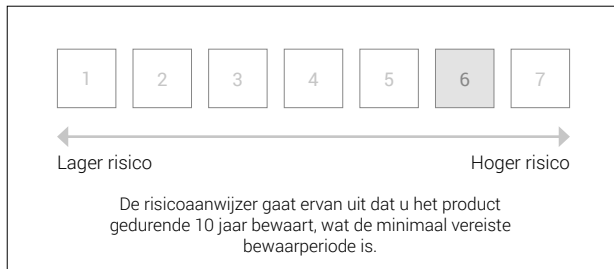 1 2 3 4 5 6 7
Lager risico Hoger risico
De risicoaanwijzer gaat ervan uit dat u het product
gedurende 10 jaar bewaart, wat de minimaal vereiste
bewaarperiode is.